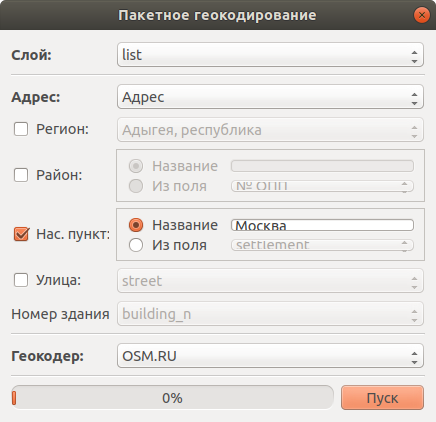 Пакетное геокодирование
Слой: list
Адрес: Адрес
Регион: Адыгея, республика
Название
Район:
Из поля № ОПП
Название Москва
Нас. пункт:
Из поля settlement
Улица: street
Номер здания building_n
Геокодер: OSM.RU
0% Пуск